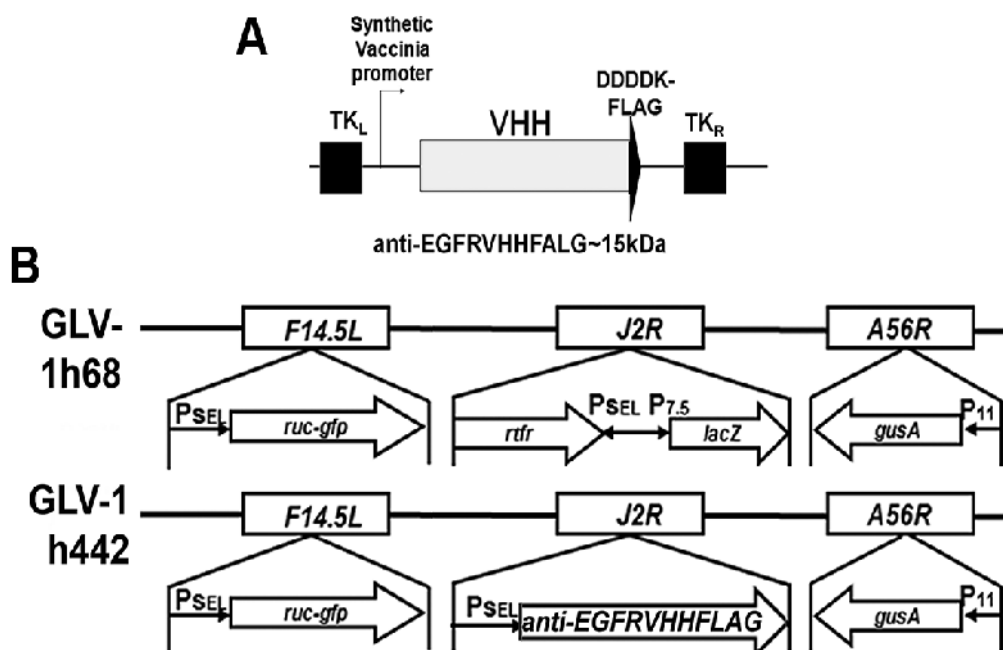 A
Synthetic
Vaccinia
promoter
DDDDK-
FLAG
TKL
VHH
TKR
anti-EGFRVHHFALG~15kDa
B
GLV-
1h68
F14.5L
J2R
A56R
PSEL
ruc-gfp
rtfr
PSEL P7.5
lacZ
gusA
P11
GLV-1
h442
F14.5L
J2R
A56R
PSEL
ruc-gfp
PSEL
anti-EGFRVHHFLAG
gusA
P11